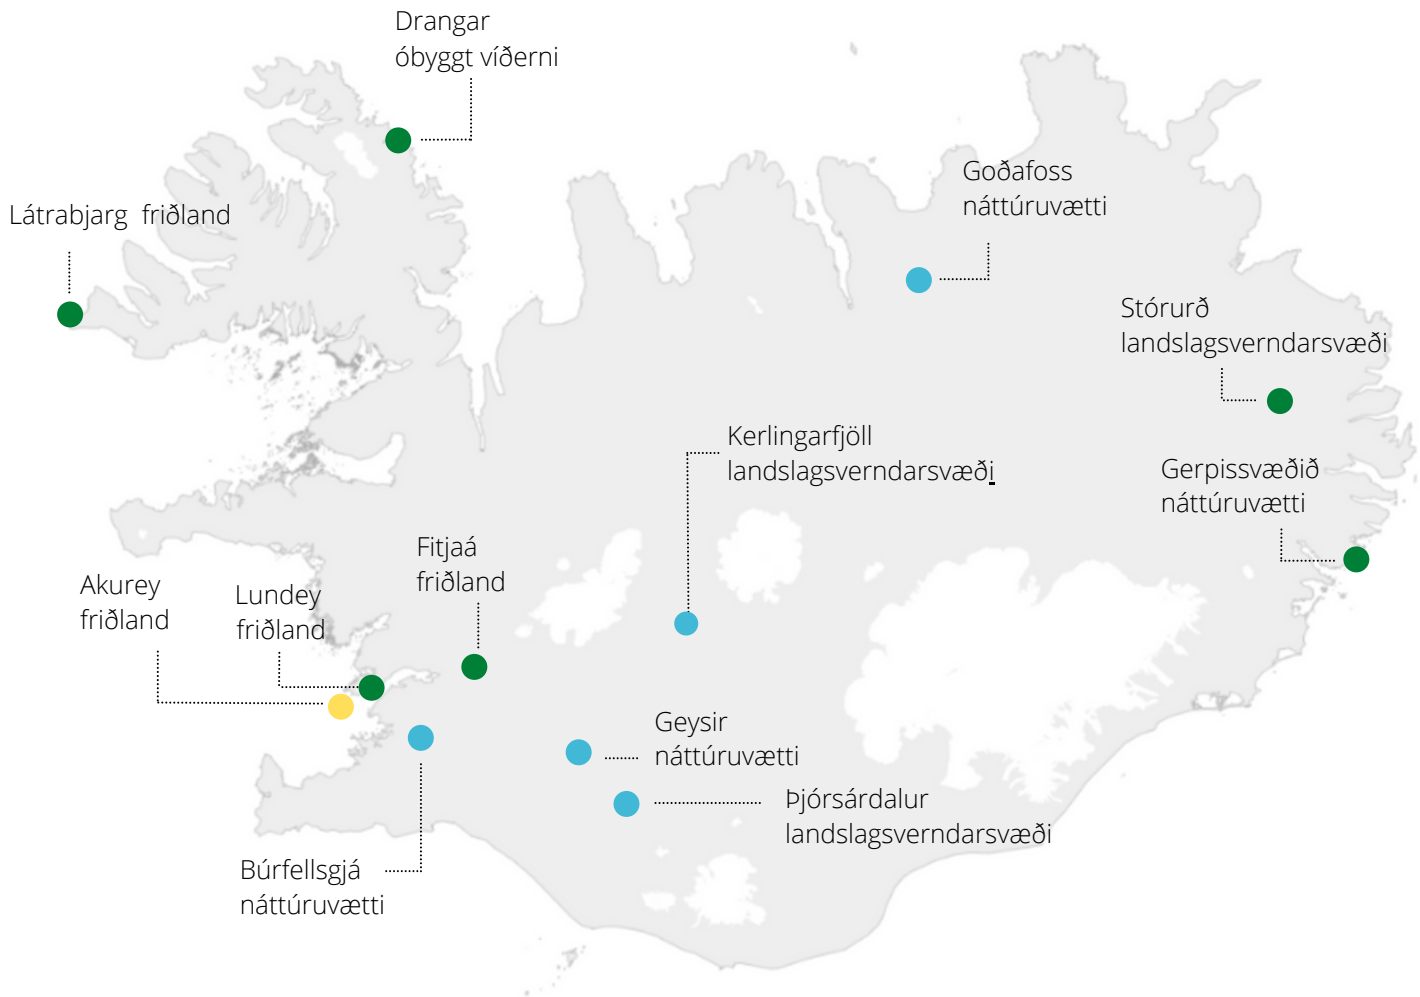 Drangar
óbyggt víðerni
Látrabjarg friðland
Goðafoss
náttúruvætti
Stórurð
landslagsverndarsvæði
Kerlingarfjöll
landslagsverndarsvæði
Gerpissvæðið
náttúruvætti
Fitjaá
friðland
Akurey
friðland
Lundey
friðland
Geysir
náttúruvætti
Þjórsárdalur
landslagsverndarsvæði
Búrfellsgjá
náttúruvætti